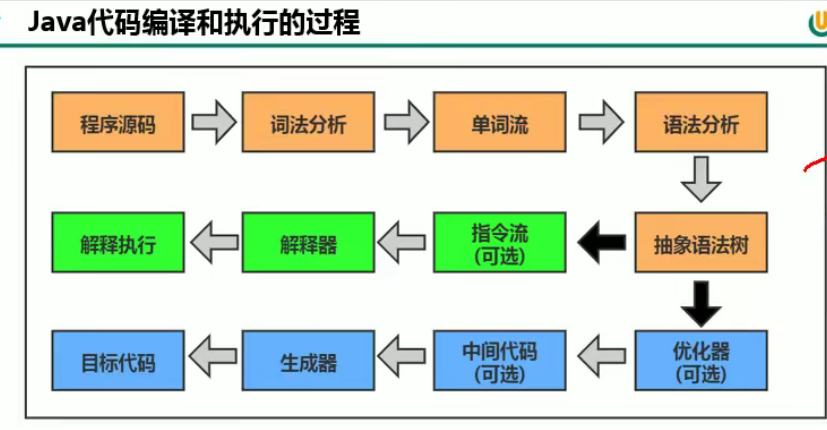 Java代码编译和执行的过程
程序源码
词法分析
单词流
语法分析
解释执行
解释器
指令流
(可选)
抽象语法树
目标代码
生成器
中间代码
(可选)
优化器
(可选)